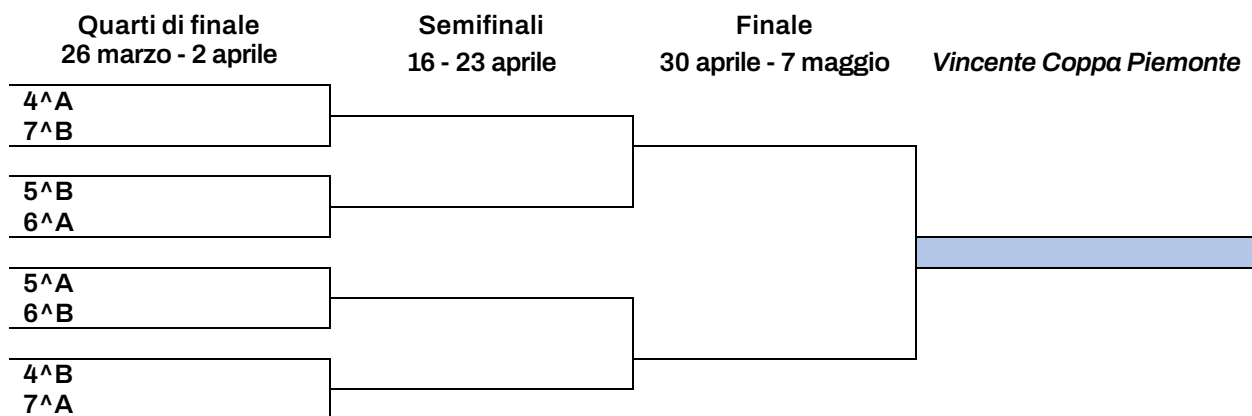 Quarti di finale
26 marzo - 2 aprile
Semifinali
16 - 23 aprile
Finale
30 aprile - 7 maggio
Vincente Coppa Piemonte
4^A
7^B
5^B
6^A
5^A
6^B
4^B
7^A